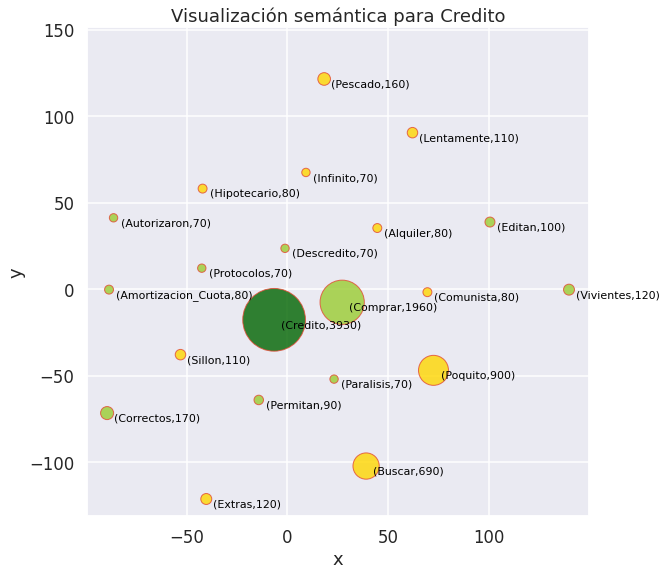 Visualización semántica para Credito
150
(Pescado,160)
(Lentamente,110)
100
(Infinito,70)
(Hipotecario,80)
50
(Autorizaron,70)
(Editan,100)
(Alquiler,80)
(Descredito,70)
(Protocolos,70)
y
0
(Amortizacion_Cuota,80)
(Comunista,80)
(Vivientes,120)
(Comprar,1960)
(Credito,3930)
(Sillon,110)
−50
(Poquito,900)
(Paralisis,70)
(Permitan,90)
(Correctos,170)
−100
(Buscar,690)
(Extras,120)
−50
0
50
100
x